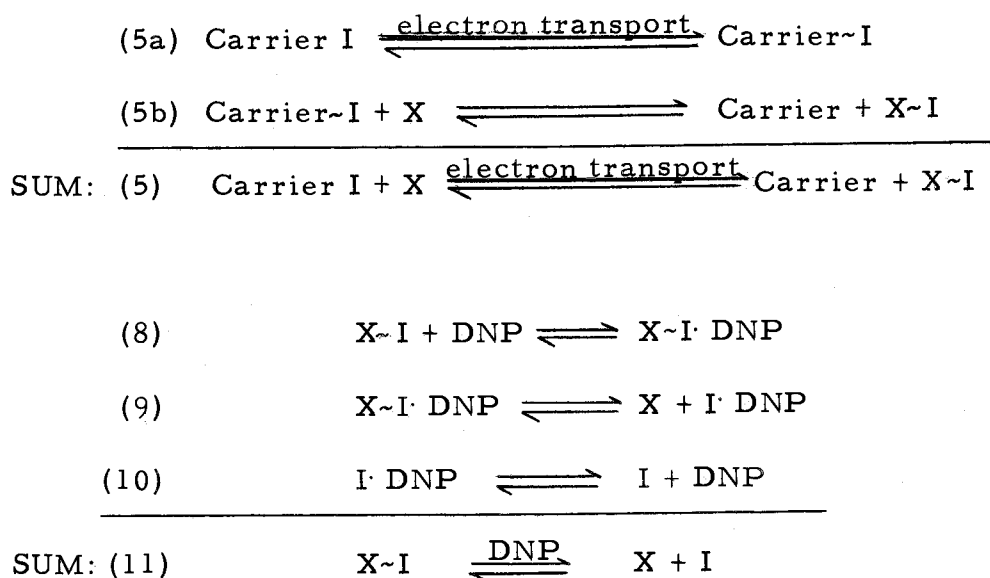 (5a) Carrier I ⇌ electron transport Carrier~I
(5b) Carrier~I + X ⇌ Carrier + X~I
SUM: (5) Carrier I + X ⇌ electron transport Carrier + X~I
(8) X~I + DNP ⇌ X~I· DNP
(9) X~I· DNP ⇌ X + I· DNP
(10) I· DNP ⇌ I + DNP
SUM: (11) X~I ⇌ DNP X + I